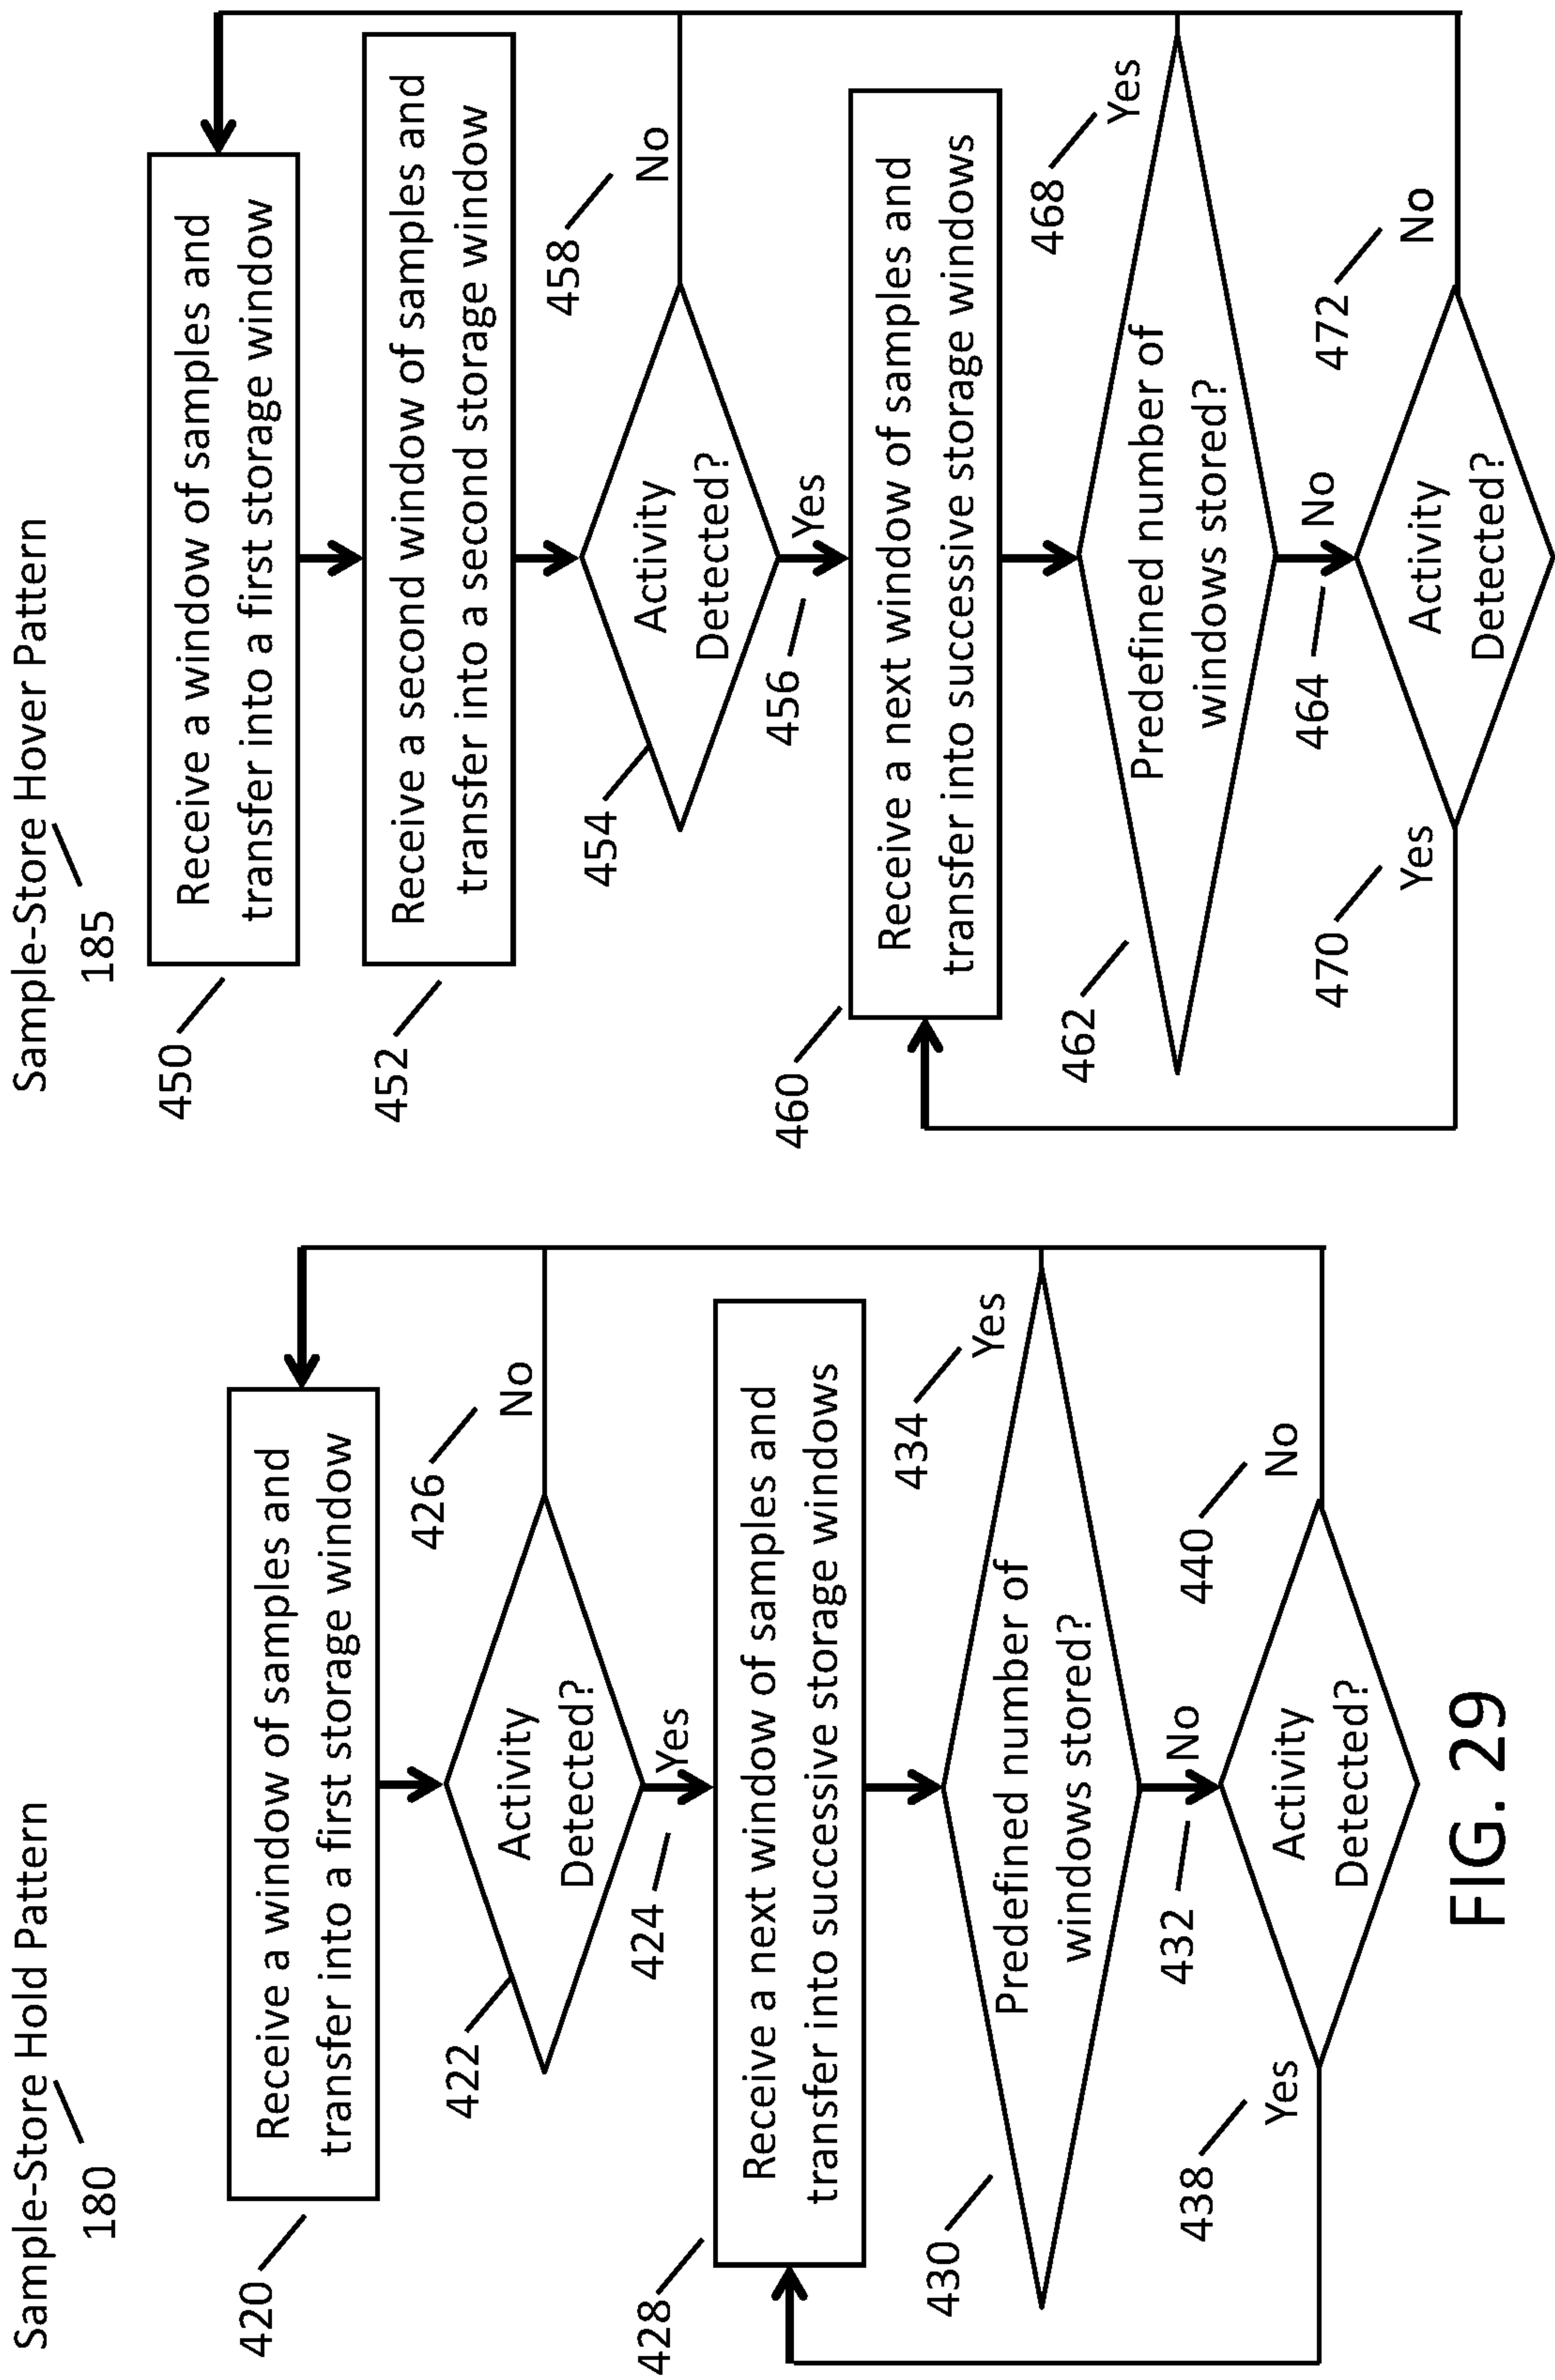 Sample-Store Hold Pattern
180
420
Receive a window of samples and
transfer into a first storage window
422
Activity
Detected?
426
No
424
Yes
428
Receive a next window of samples and
transfer into successive storage windows
430
Predefined number of
windows stored?
434
Yes
432
No
438
Yes
Activity
Detected?
440
No
Sample-Store Hover Pattern
185
450
Receive a window of samples and
transfer into a first storage window
452
Receive a second window of samples and
transfer into a second storage window
454
Activity
Detected?
458
No
456
Yes
460
Receive a next window of samples and
transfer into successive storage windows
462
Predefined number of
windows stored?
468
Yes
464
No
470
Yes
Activity
Detected?
472
No
FIG. 29